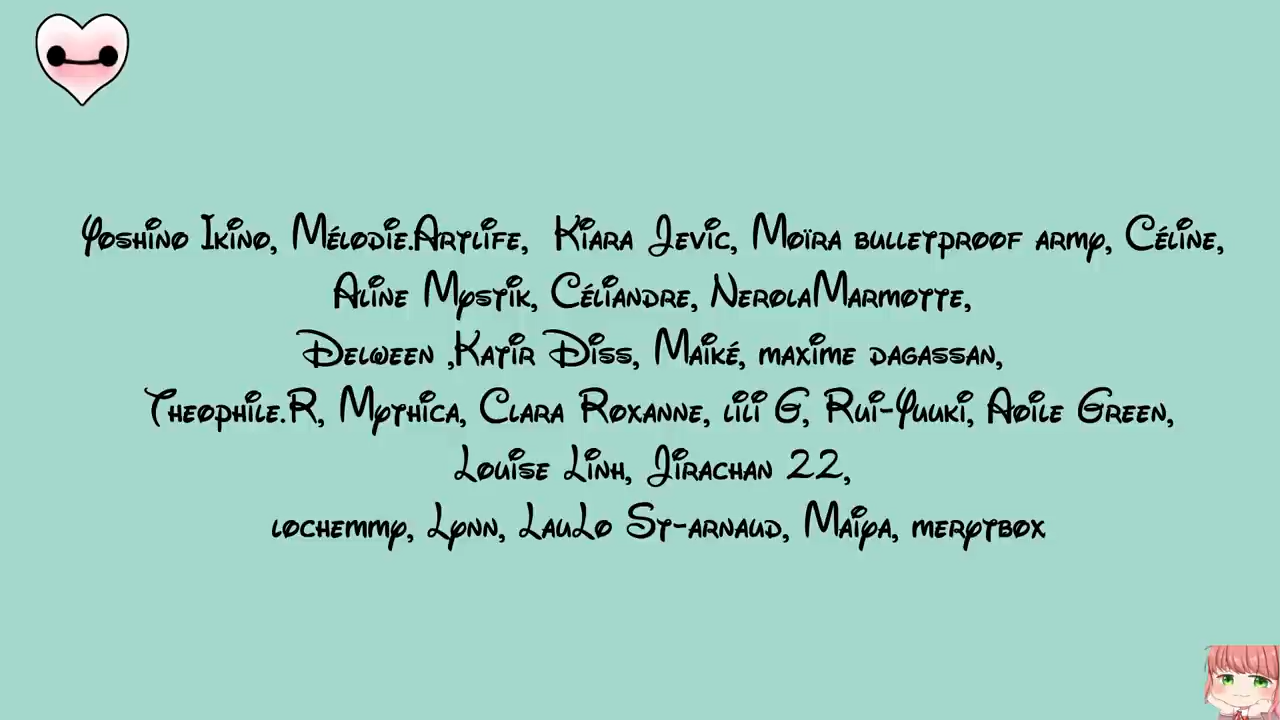 Yoshino Ikino, Mélodie.Artlife, Kiara Jevic, Moïra bulletproof army, Céline,
Aline Mystik, Céliandre, NerolaMarmotte,
Delween ,Katir Diss, Maiké, maxime dagassan,
Theophile.R, Mythica, Clara Roxanne, lili G, Rui-Yuuki, Aoile Green,
Louise Linh, Jirachan 22,
lochemmy, Lynn, LauLo St-arnaud, Maiya, merytbox